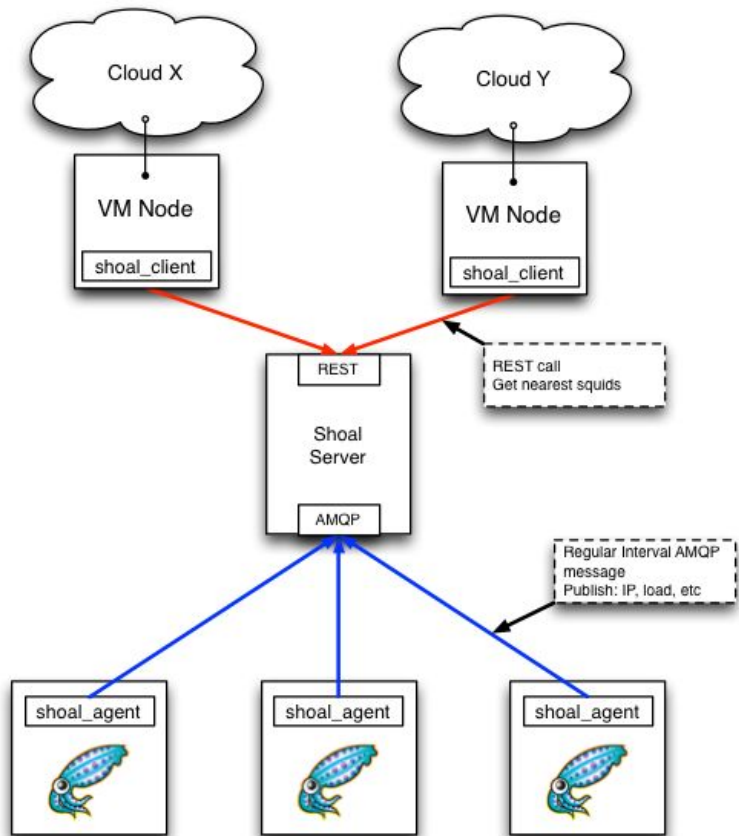 Cloud X
Cloud Y
VM Node
VM Node
shoal_client
shoal_client
REST
REST call
Get nearest squids
Shoal
Server
AMQP
Regular Interval AMQP
message
Publish: IP, load, etc
shoal_agent
shoal_agent
shoal_agent